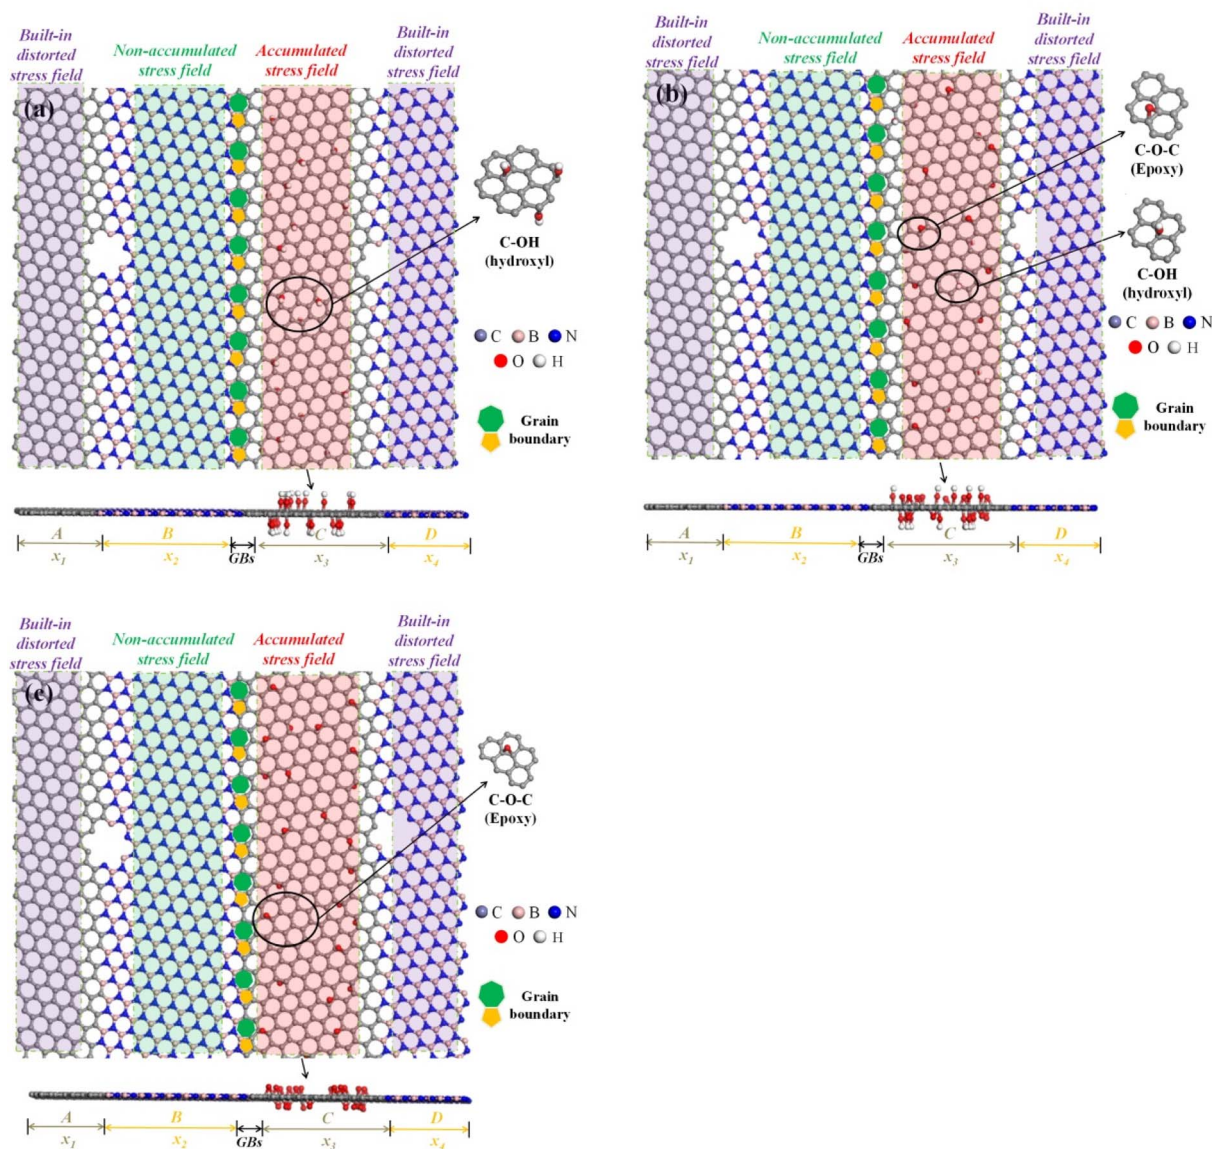 Built-in
distorted
stress field
Non-accumulated
stress field
Accumulated
stress field
Built-in
distorted
stress field
(a)
C-OH
(hydroxyl)
C B N
O H
Grain
boundary
A B C D
x1 x2 GBs x3 x4
Built-in
distorted
stress field
Non-accumulated
stress field
Accumulated
stress field
Built-in
distorted
stress field
(b)
C-O-C
(Epoxy)
C-OH
(hydroxyl)
C B N
O H
Grain
boundary
A B C D
x1 x2 GBs x3 x4
Built-in
distorted
stress field
Non-accumulated
stress field
Accumulated
stress field
Built-in
distorted
stress field
(c)
C-O-C
(Epoxy)
C B N
O H
Grain
boundary
A B C D
x1 x2 GBs x3 x4